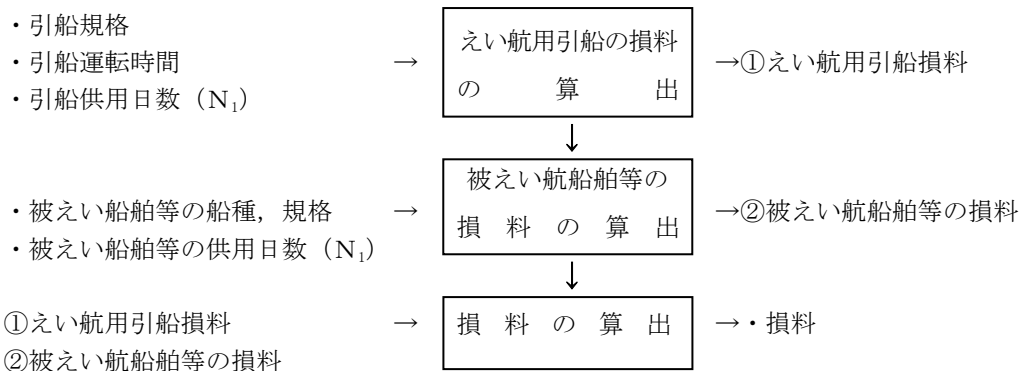 ・引船規格
・引船運転時間
・引船供用日数（N₁）
→
えい航用引船の損料
の算出
→①えい航用引船損料
↓
・被えい船舶等の船種，規格
・被えい船舶等の供用日数（N₁）
→
被えい航船舶等の
損料の算出
→②被えい航船舶等の損料
↓
①えい航用引船損料
②被えい航船舶等の損料
→
損料の算出
→・損料